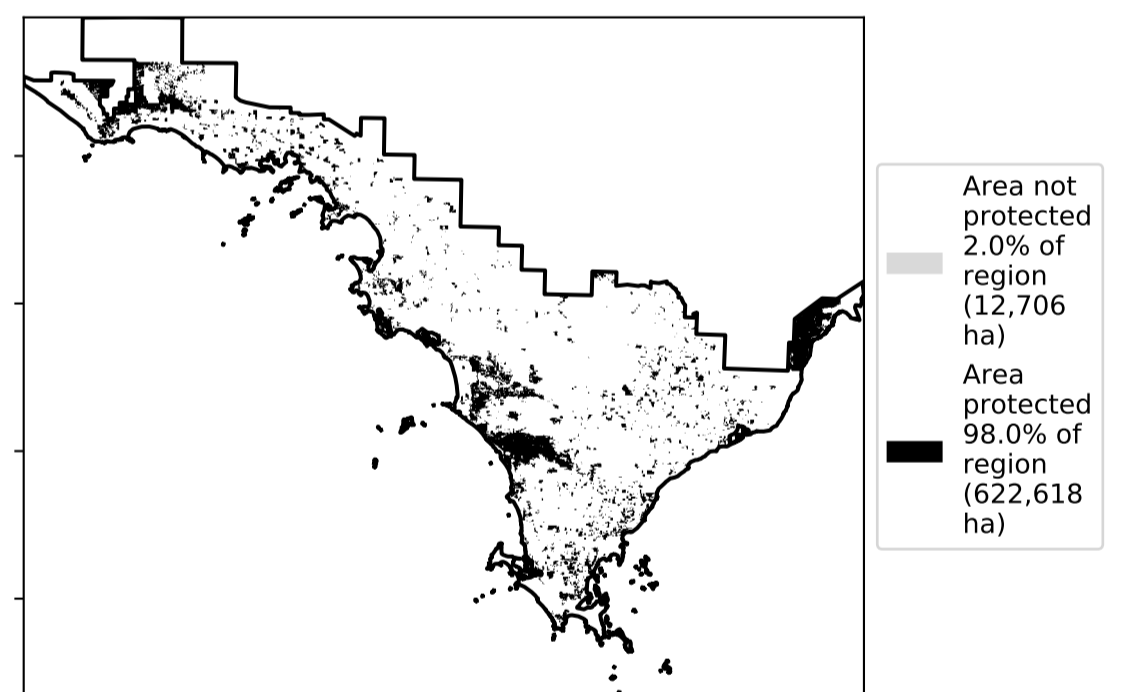 Area not
protected
2.0% of
region
(12,706
ha)
Area
protected
98.0% of
region
(622,618
ha)